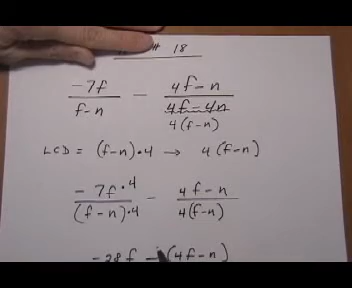 # 18
-7f / f-n - 4f-n / 4f-4n
4(f-n)
LCD = (f-n)·4 → 4(f-n)
-7f·4 / (f-n)·4 - 4f-n / 4(f-n)
-28f - (4f-n)